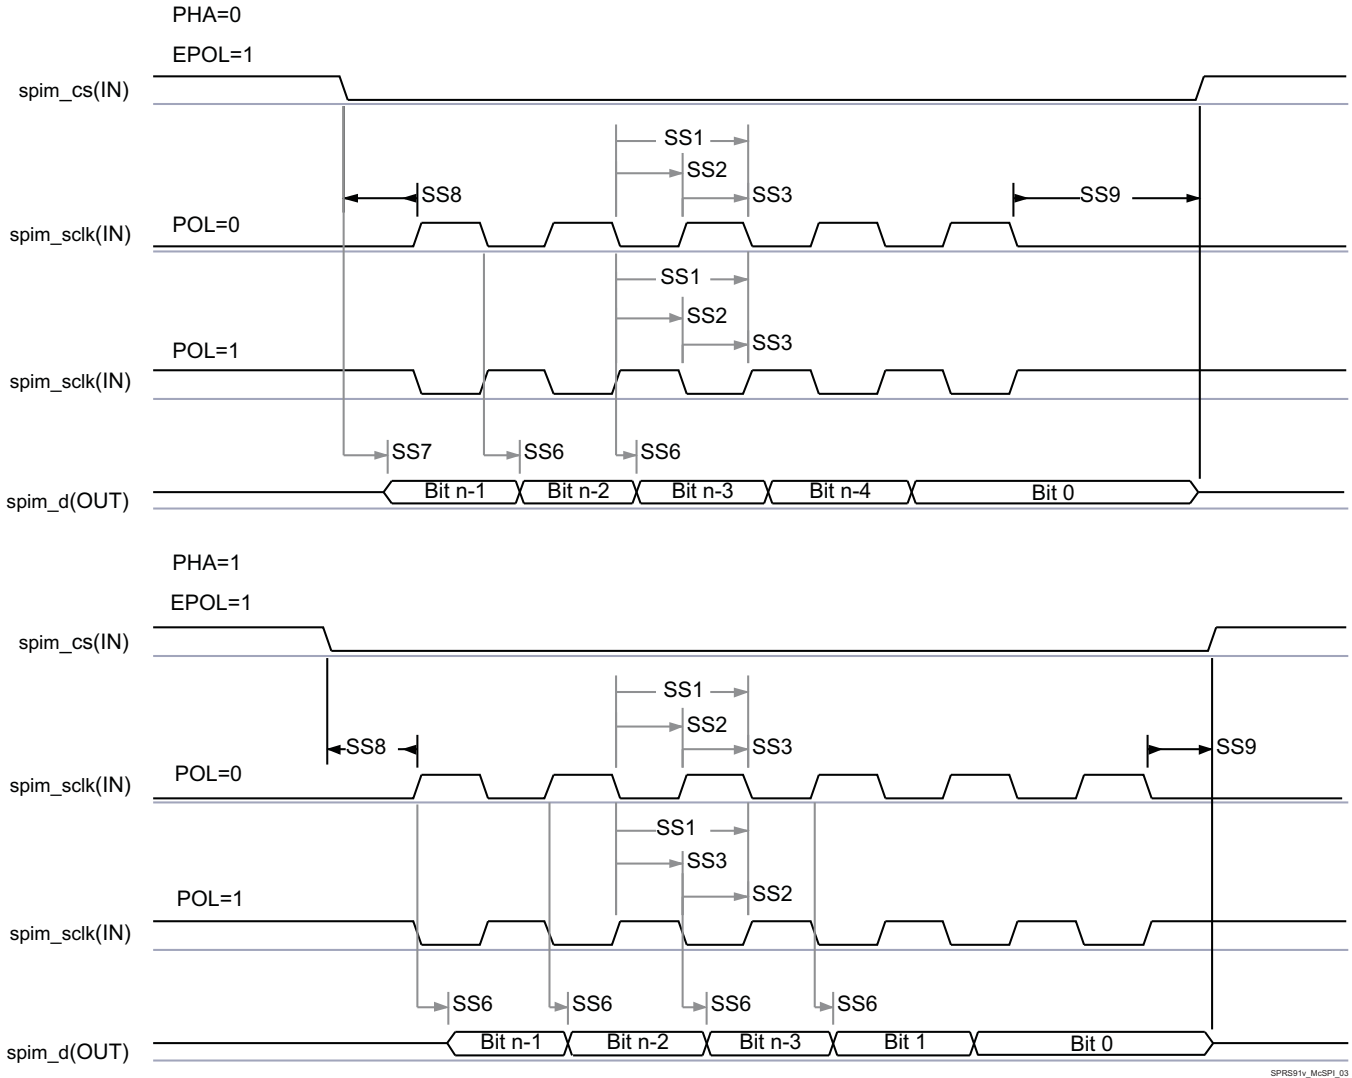 PHA=0
EPOL=1
spim_cs(IN)
SS1
SS2
SS8
SS3
SS9
POL=0
spim_sclk(IN)
SS1
SS2
SS3
POL=1
spim_sclk(IN)
SS7
SS6
SS6
Bit n-1
Bit n-2
Bit n-3
Bit n-4
Bit 0
spim_d(OUT)
PHA=1
EPOL=1
spim_cs(IN)
SS1
SS2
SS8
SS3
SS9
POL=0
spim_sclk(IN)
SS1
SS3
SS2
POL=1
spim_sclk(IN)
SS6
SS6
SS6
SS6
Bit n-1
Bit n-2
Bit n-3
Bit 1
Bit 0
spim_d(OUT)
SPRS91v_McSPI_03